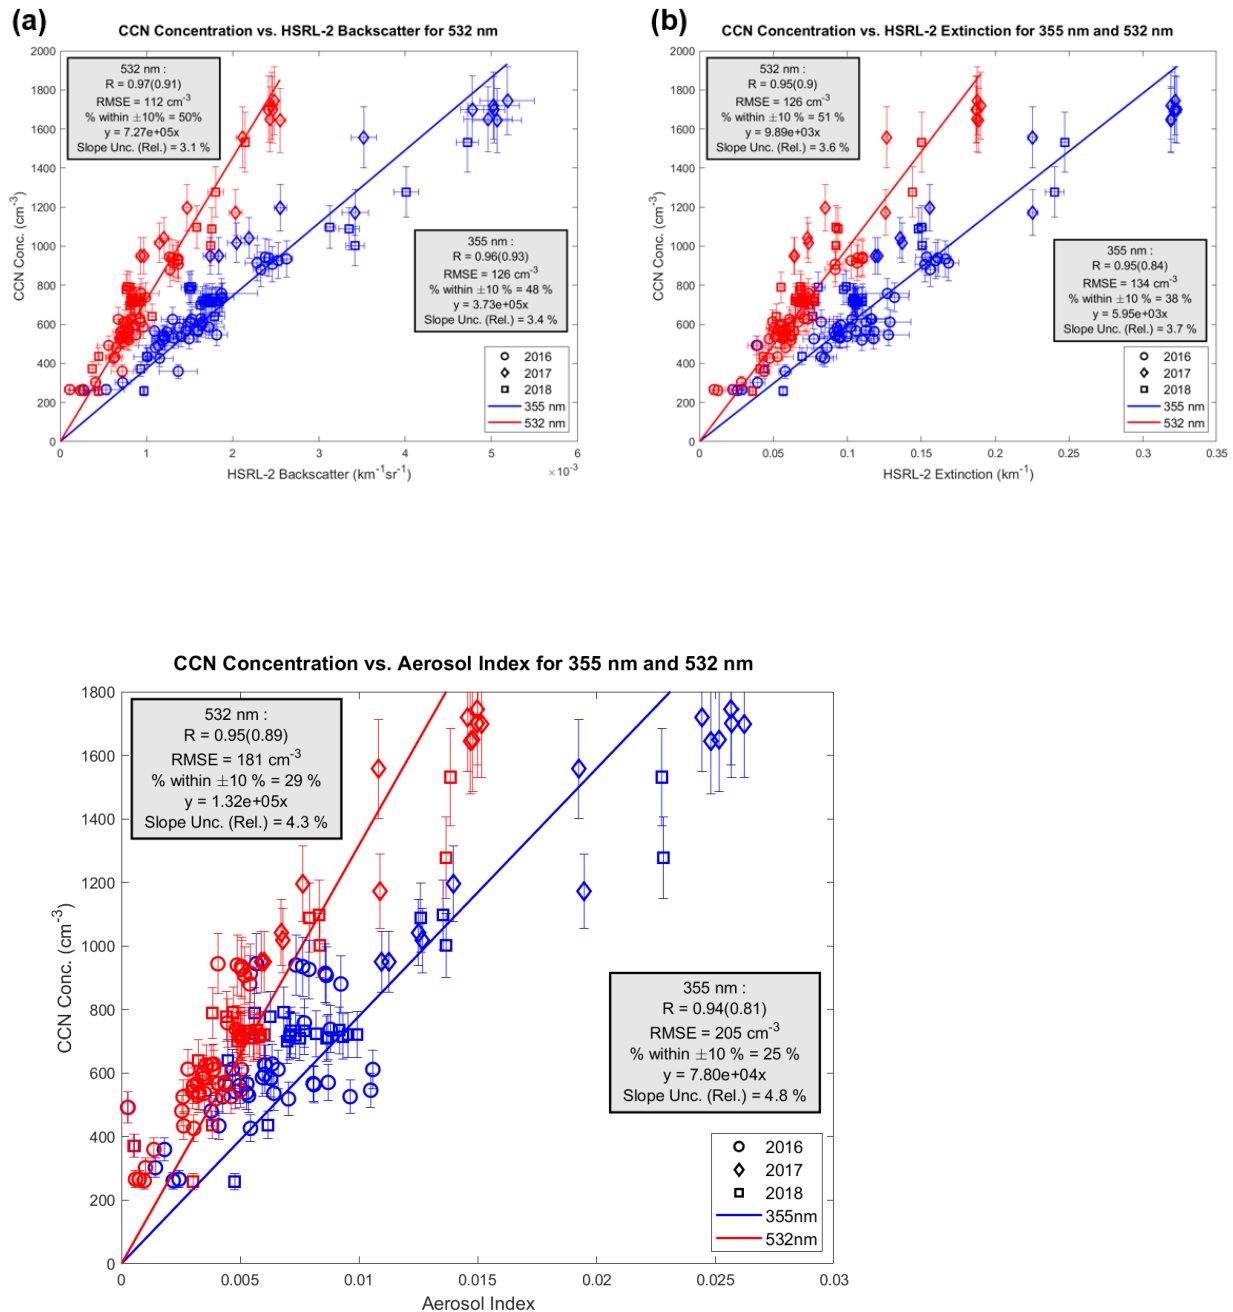 (a)
CCN Concentration vs. HSRL-2 Backscatter for 532 nm
2000
1800
1600
1400
1200
1000
800
600
400
200
0
CCN Conc. (cm⁻³)
532 nm :
R = 0.97(0.91)
RMSE = 112 cm⁻³
% within ±10% = 50%
y = 7.27e+05x
Slope Unc. (Rel.) = 3.1 %
355 nm :
R = 0.96(0.93)
RMSE = 126 cm⁻³
% within ±10 % = 48 %
y = 3.73e+05x
Slope Unc. (Rel.) = 3.4 %
2016
2017
2018
355 nm
532 nm
0 1 2 3 4 5 6
×10⁻³
HSRL-2 Backscatter (km⁻¹sr⁻¹)
(b)
CCN Concentration vs. HSRL-2 Extinction for 355 nm and 532 nm
2000
1800
1600
1400
1200
1000
800
600
400
200
0
CCN Conc. (cm⁻³)
532 nm :
R = 0.95(0.9)
RMSE = 126 cm⁻³
% within ±10% = 51 %
y = 9.89e+03x
Slope Unc. (Rel.) = 3.6 %
355 nm :
R = 0.95(0.84)
RMSE = 134 cm⁻³
% within ±10 % = 38 %
y = 5.95e+03x
Slope Unc. (Rel.) = 3.7 %
2016
2017
2018
355 nm
532 nm
0 0.05 0.1 0.15 0.2 0.25 0.3 0.35
HSRL-2 Extinction (km⁻¹)
CCN Concentration vs. Aerosol Index for 355 nm and 532 nm
1800
1600
1400
1200
1000
800
600
400
200
0
CCN Conc. (cm⁻³)
532 nm :
R = 0.95(0.89)
RMSE = 181 cm⁻³
% within ±10 % = 29 %
y = 1.32e+05x
Slope Unc. (Rel.) = 4.3 %
355 nm :
R = 0.94(0.81)
RMSE = 205 cm⁻³
% within ±10 % = 25 %
y = 7.80e+04x
Slope Unc. (Rel.) = 4.8 %
2016
2017
2018
355nm
532nm
0 0.005 0.01 0.015 0.02 0.025 0.03
Aerosol Index